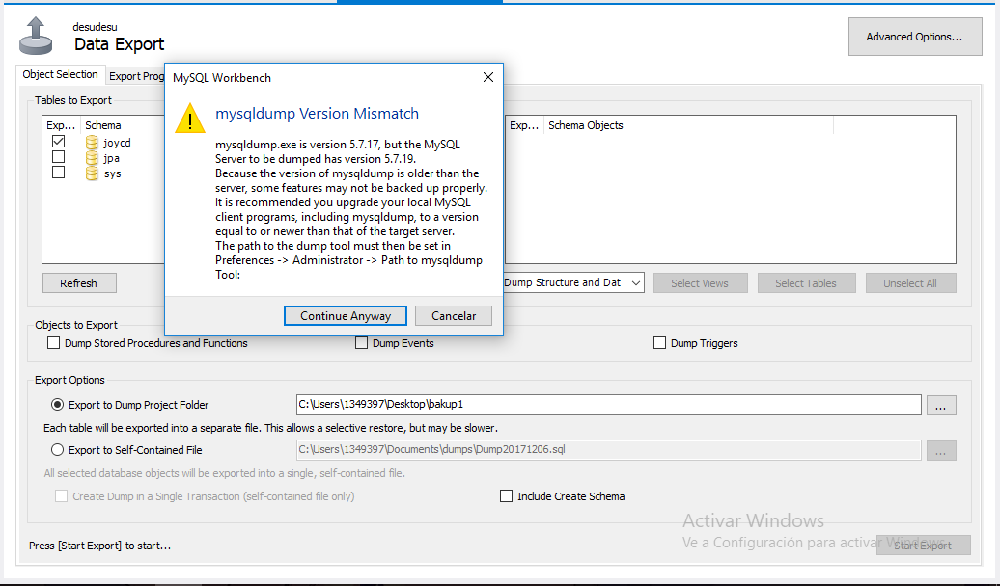 desudesu
Data Export
Advanced Options...
Object Selection
Export Prog
MySQL Workbench
Tables to Export
mysqldump Version Mismatch
Exp...
Schema
Exp...
Schema Objects
joycd
jpa
sys
mysqldump.exe is version 5.7.17, but the MySQL
Server to be dumped has version 5.7.19.
Because the version of mysqldump is older than the
server, some features may not be backed up properly.
It is recommended you upgrade your local MySQL
client programs, including mysqldump, to a version
equal to or newer than that of the target server.
The path to the dump tool must then be set in
Preferences -> Administrator -> Path to mysqldump
Tool:
Refresh
Dump Structure and Dat
Select Views
Select Tables
Unselect All
Continue Anyway
Cancelar
Objects to Export
Dump Stored Procedures and Functions
Dump Events
Dump Triggers
Export Options
Export to Dump Project Folder
C:\Users\1349397\Desktop\bakup1
...
Each table will be exported into a separate file. This allows a selective restore, but may be slower.
Export to Self-Contained File
C:\Users\1349397\Documents\dumps\Dump20171206.sql
...
All selected database objects will be exported into a single, self-contained file.
Create Dump in a Single Transaction (self-contained file only)
Include Create Schema
Activar Windows
Ve a Configuración para activar Windows.
Press [Start Export] to start...
Start Export